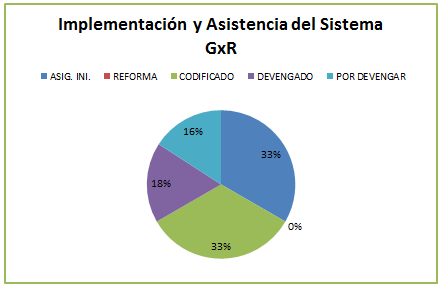 Implementación y Asistencia del Sistema
GxR
ASIG. INI. REFORMA CODIFICADO DEVENGADO POR DEVENGAR
16%
33%
18%
0%
33%